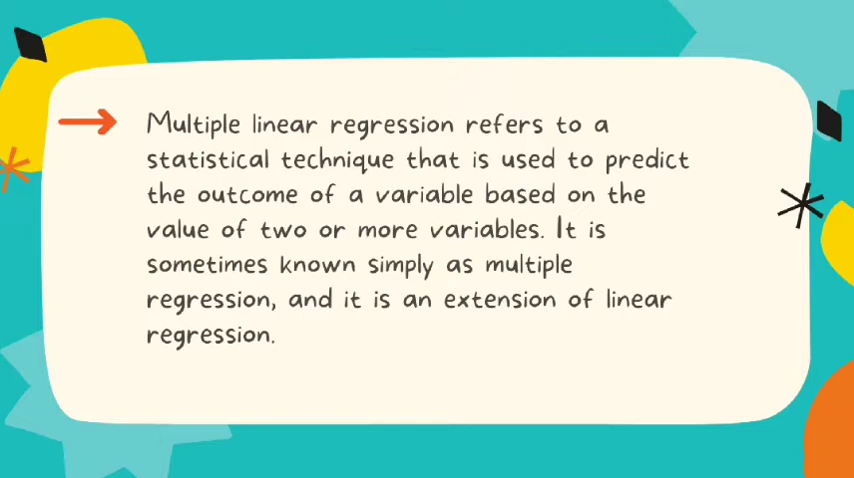 Multiple linear regression refers to a
statistical technique that is used to predict
the outcome of a variable based on the
value of two or more variables. It is
sometimes known simply as multiple
regression, and it is an extension of linear
regression.